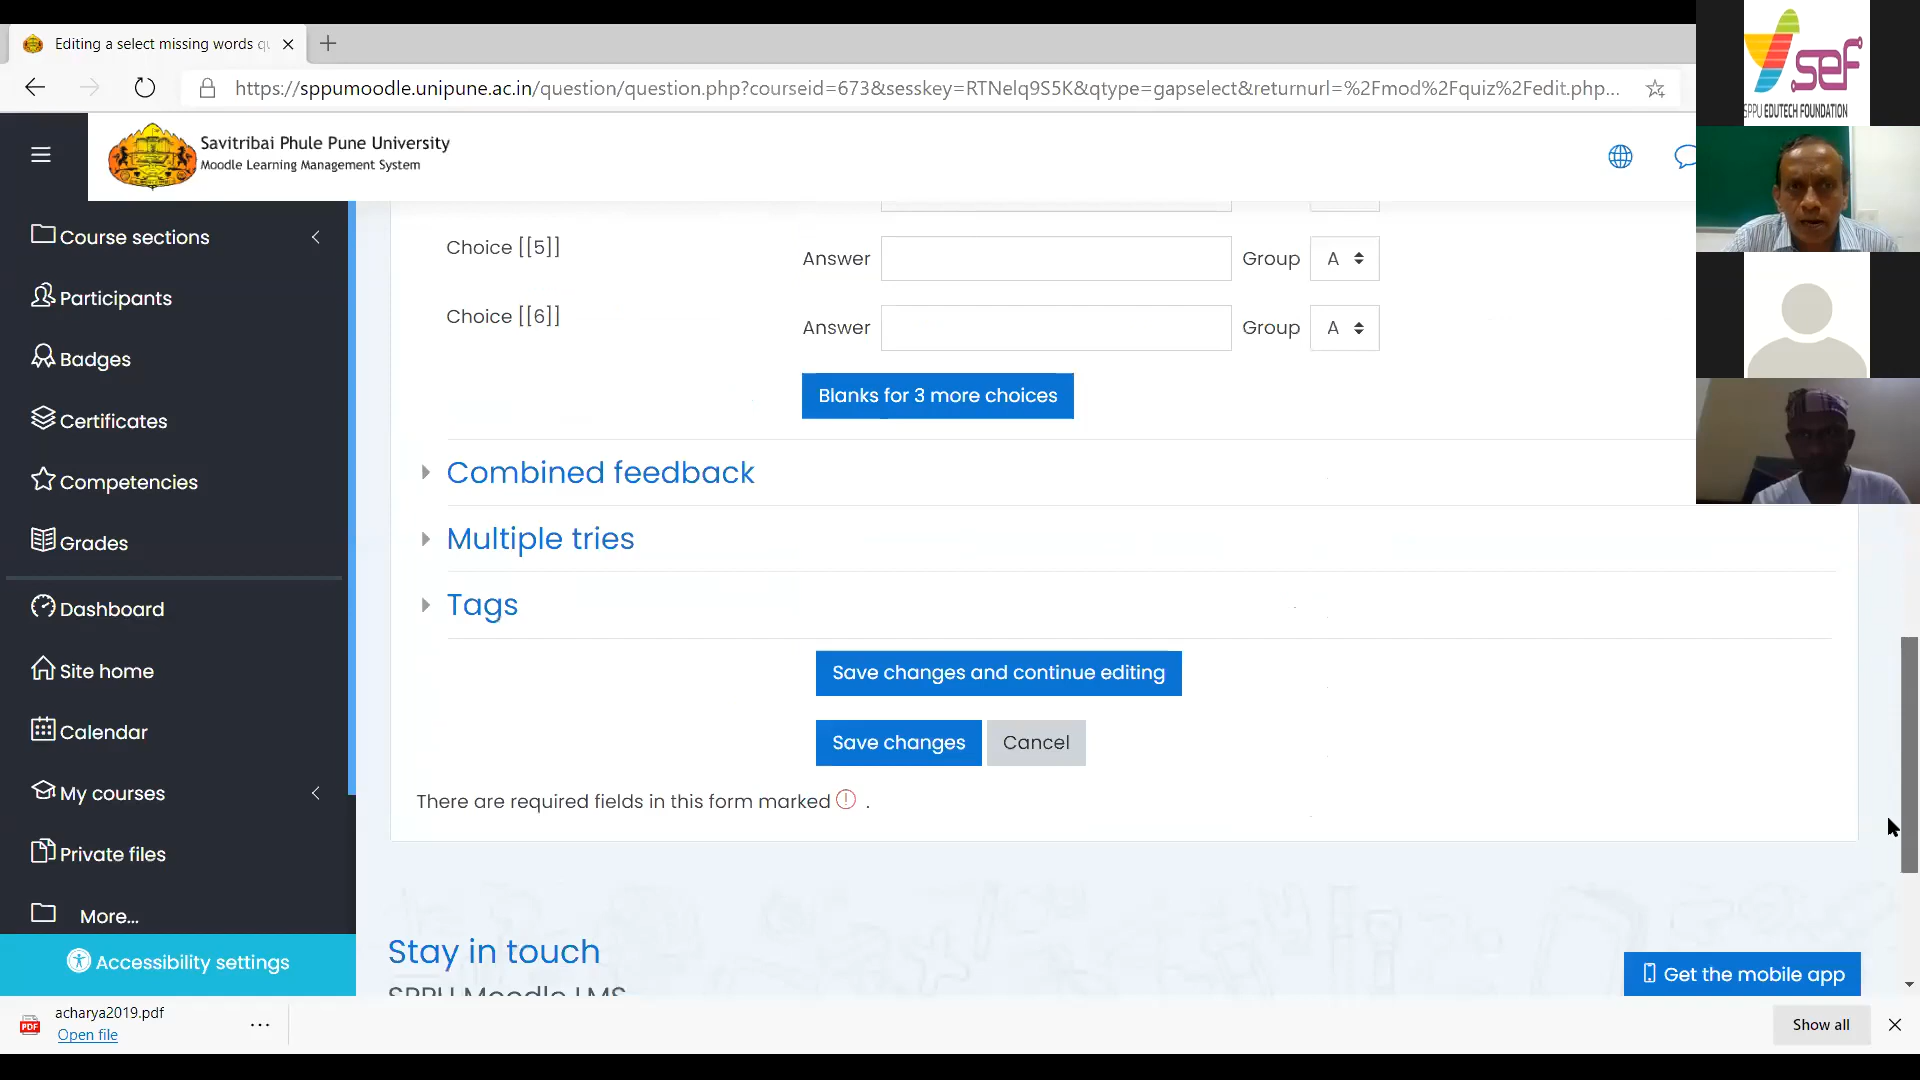 Editing a select missing words qu
https://sppumoodle.unipune.ac.in/question/question.php?courseid=673&sesskey=RTNelq9S5K&qtype=gapselect&returnurl=%2Fmod%2Fquiz%2Fedit.php...
sef
SPPU EDUTECH FOUNDATION
Savitribai Phule Pune University
Moodle Learning Management System
Course sections
Participants
Badges
Certificates
Competencies
Grades
Dashboard
Site home
Calendar
My courses
Private files
More...
Accessibility settings
Choice [[5]]
Answer
Group
A
Choice [[6]]
Answer
Group
A
Blanks for 3 more choices
Combined feedback
Multiple tries
Tags
Save changes and continue editing
Save changes
Cancel
There are required fields in this form marked .
Stay in touch
SPPU Moodle LMS
Get the mobile app
PDF
acharya2019.pdf
Open file
...
Show all